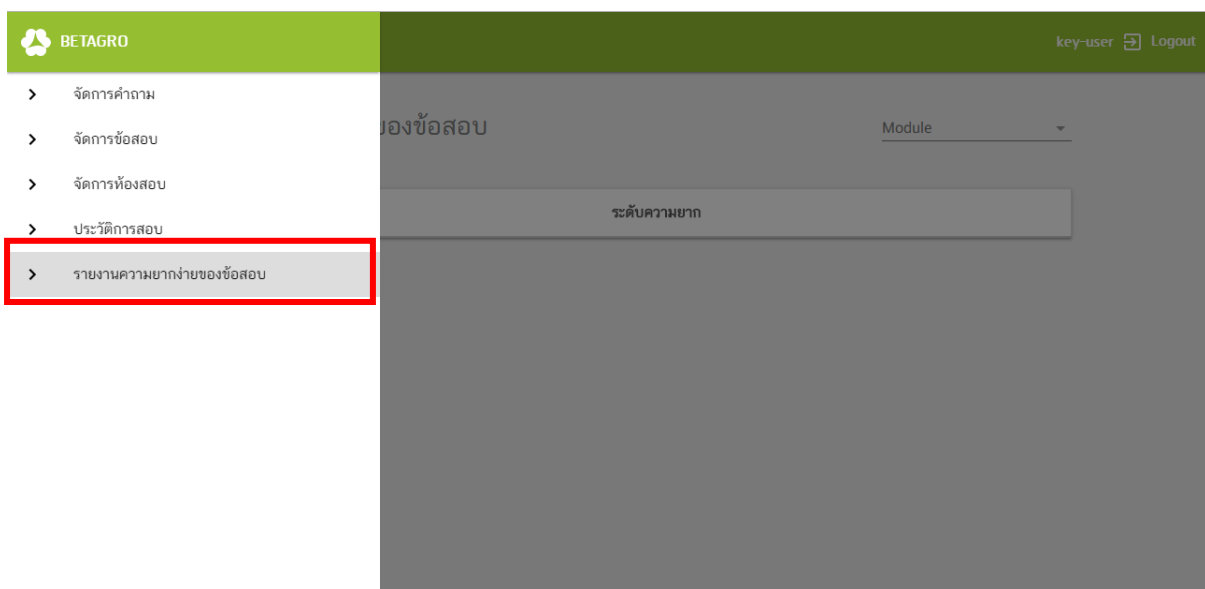 BETAGRO
key-user Logout
จัดการคำถาม
จัดการข้อสอบ
จัดการห้องสอบ
ประวัติการสอบ
รายงานความยากง่ายของข้อสอบ
ของข้อสอบ
Module
ระดับความยาก